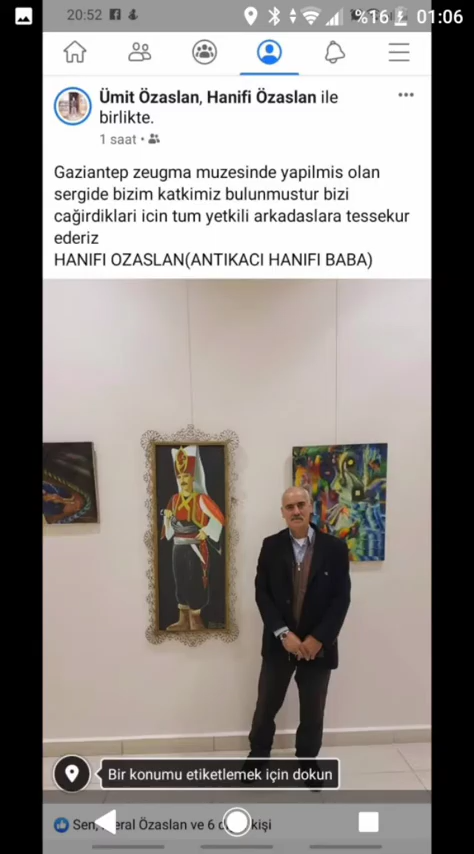 20:52
%16
01:06
Ümit Özaslan, Hanifi Özaslan ile
birlikte.
1 saat
Gaziantep zeugma muzesinde yapilmis olan
sergide bizim katkimiz bulunmustur bizi
cağirdiklari icin tum yetkili arkadaslara tessekur
ederiz
HANIFI OZASLAN(ANTIKACI HANIFI BABA)
Bir konumu etiketlemek için dokun
Sen, Özaslan ve 6 kişi